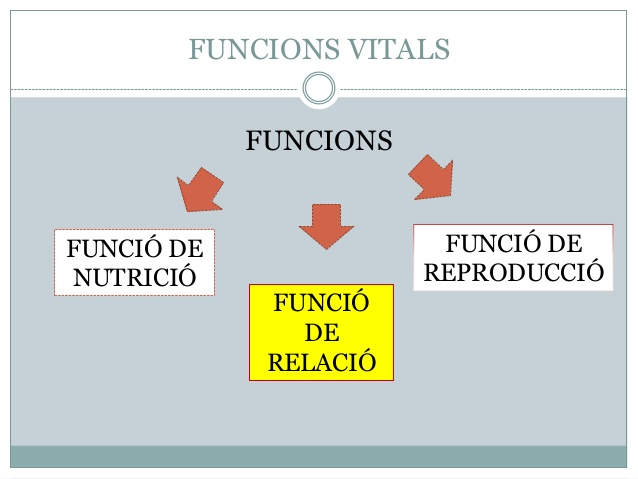 FUNCIONS VITALS
FUNCIONS
FUNCIÓ DE
NUTRICIÓ
FUNCIÓ
DE
RELACIÓ
FUNCIÓ DE
REPRODUCCIÓ